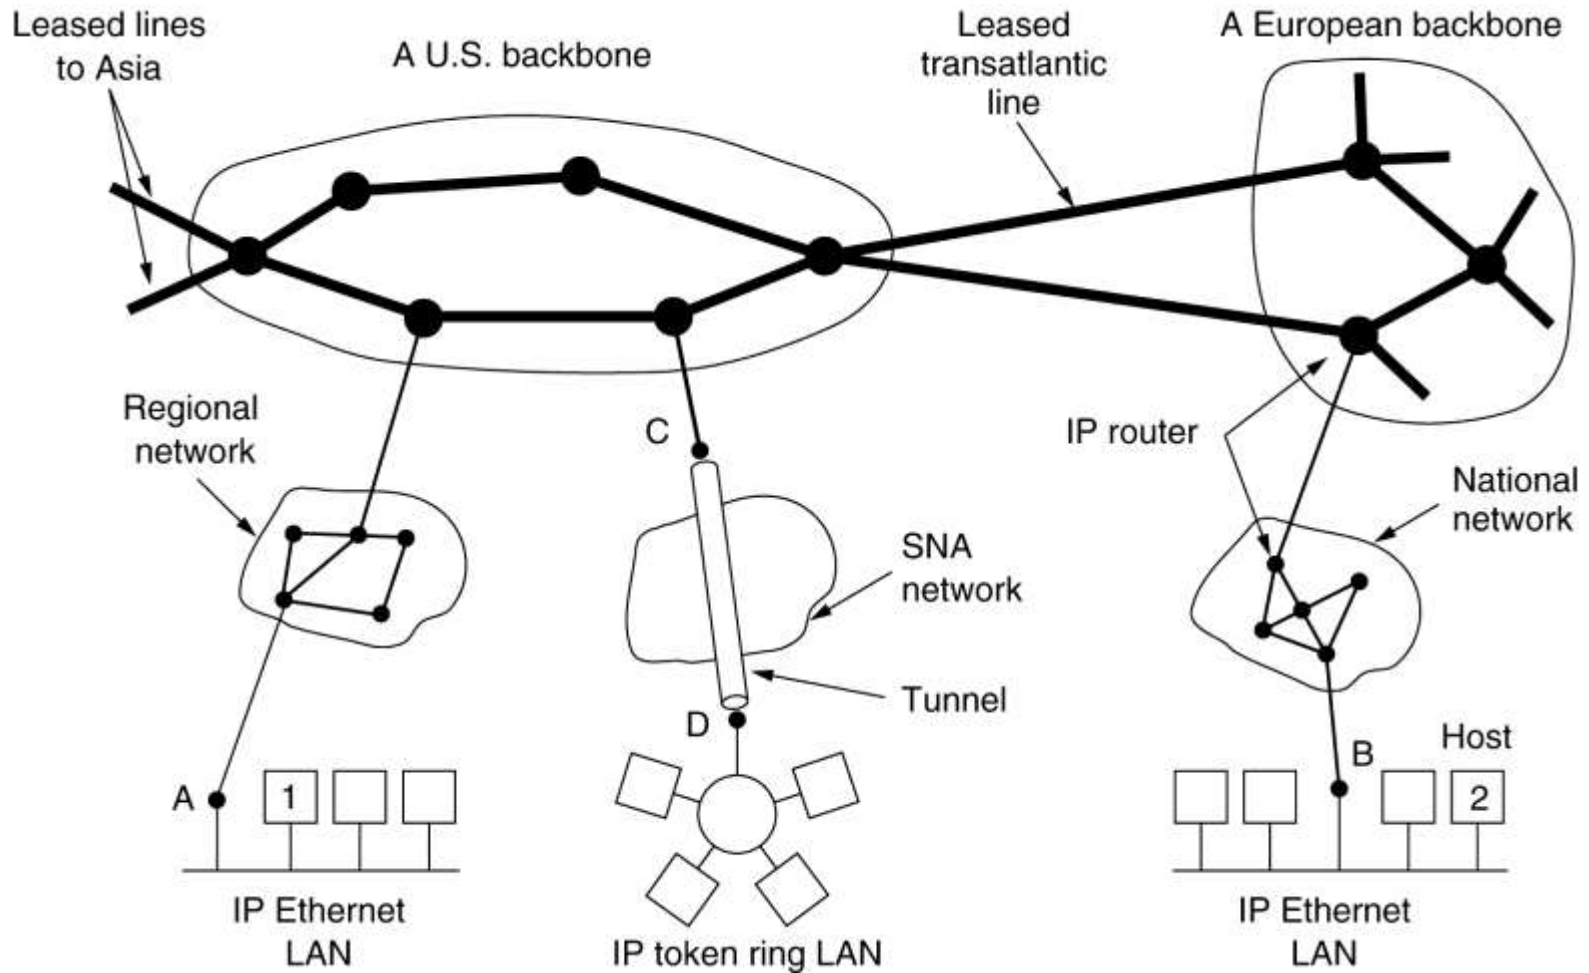 Leased lines
to Asia
A U.S. backbone
Leased
transatlantic
line
A European backbone
Regional
network
C
IP router
National
network
SNA
network
Tunnel
D
A
1
B
Host
2
IP Ethernet
LAN
IP token ring LAN
IP Ethernet
LAN